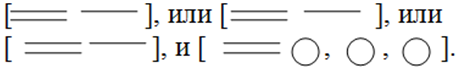 [ ], или [ ], или
[ ], и [ , , ].